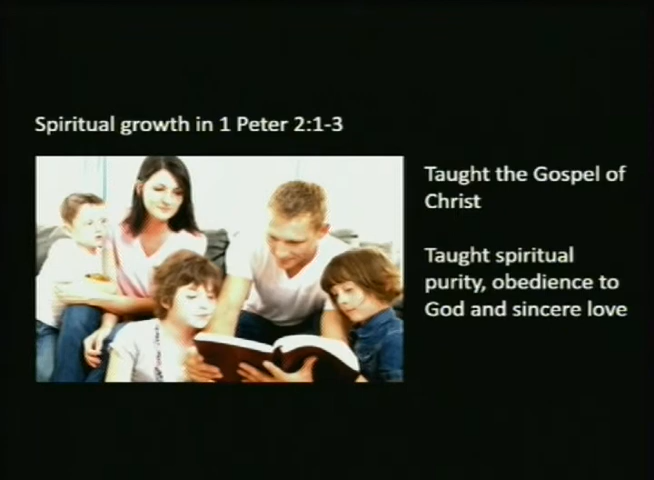 Spiritual growth in 1 Peter 2:1-3
Taught the Gospel of
Christ
Taught spiritual
purity, obedience to
God and sincere love